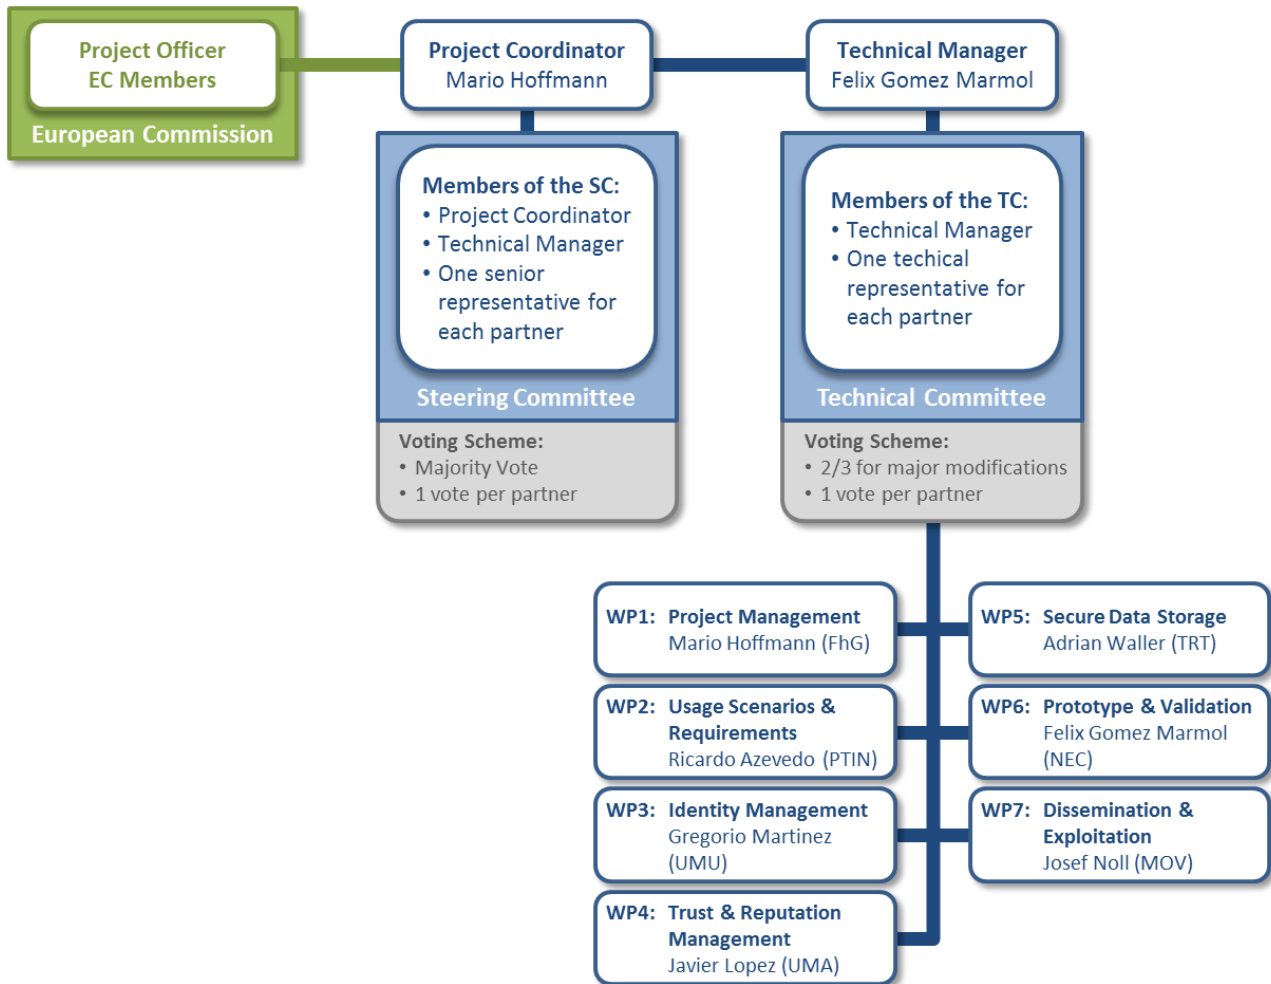 Project Officer
EC Members
European Commission
Project Coordinator
Mario Hoffmann
Technical Manager
Felix Gomez Marmol
Members of the SC:
• Project Coordinator
• Technical Manager
• One senior
representative for
each partner
Steering Committee
Voting Scheme:
• Majority Vote
• 1 vote per partner
Members of the TC:
• Technical Manager
• One techical
representative for
each partner
Technical Committee
Voting Scheme:
• 2/3 for major modifications
• 1 vote per partner
WP1: Project Management
Mario Hoffmann (FhG)
WP2: Usage Scenarios &
Requirements
Ricardo Azevedo (PTIN)
WP3: Identity Management
Gregorio Martinez
(UMU)
WP4: Trust & Reputation
Management
Javier Lopez (UMA)
WP5: Secure Data Storage
Adrian Waller (TRT)
WP6: Prototype & Validation
Felix Gomez Marmol
(NEC)
WP7: Dissemination &
Exploitation
Josef Noll (MOV)